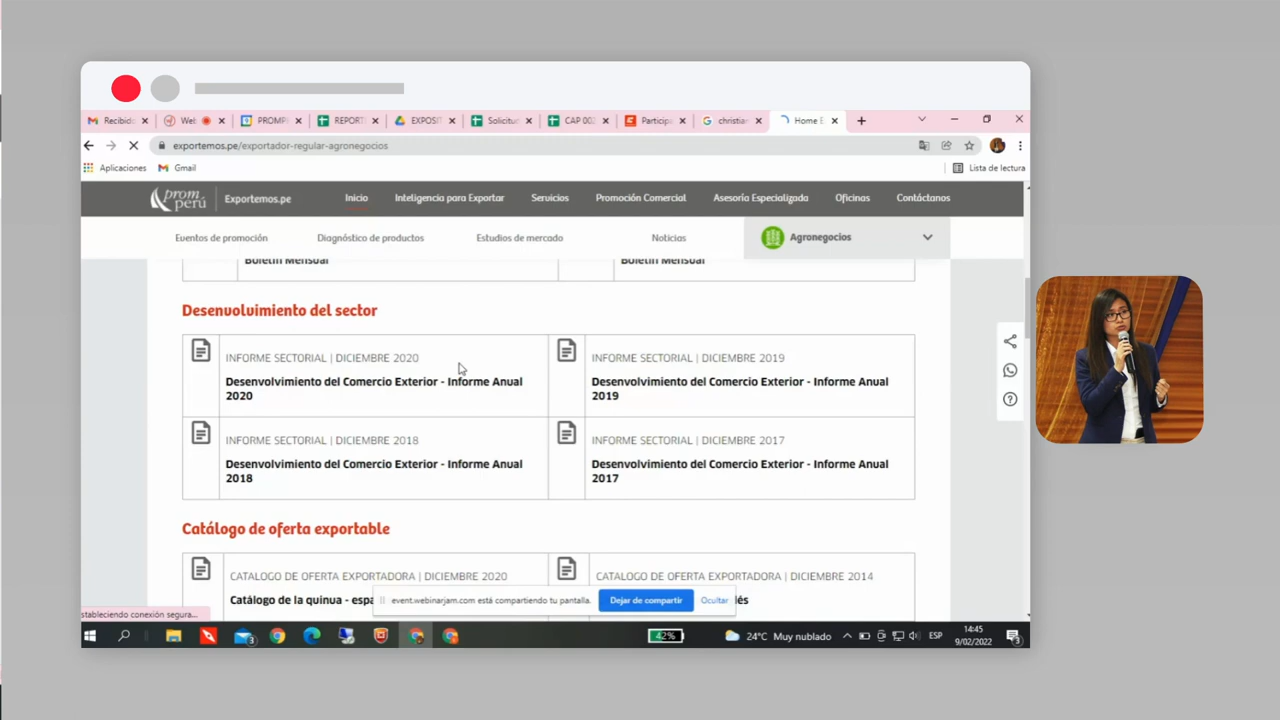 Recibido
Web
PROMP
REPORT
EXPOSI
Solicitu
CAP 002
Participa
christian
Home E
exportemos.pe/exportador-regular-agronegocios
Aplicaciones
Gmail
Lista de lectura
prom
perú
Exportemos.pe
Inicio
Inteligencia para Exportar
Servicios
Promoción Comercial
Asesoría Especializada
Oficinas
Contáctanos
Eventos de promoción
Diagnóstico de productos
Estudios de mercado
Noticias
Agronegocios
Boletín Mensual
Boletín Mensual
Desenvolvimiento del sector
INFORME SECTORIAL | DICIEMBRE 2020
Desenvolvimiento del Comercio Exterior - Informe Anual
2020
INFORME SECTORIAL | DICIEMBRE 2019
Desenvolvimiento del Comercio Exterior - Informe Anual
2019
INFORME SECTORIAL | DICIEMBRE 2018
Desenvolvimiento del Comercio Exterior - Informe Anual
2018
INFORME SECTORIAL | DICIEMBRE 2017
Desenvolvimiento del Comercio Exterior - Informe Anual
2017
Catálogo de oferta exportable
CATALOGO DE OFERTA EXPORTADORA | DICIEMBRE 2020
Catálogo de la quinua - espa
CATALOGO DE OFERTA EXPORTADORA | DICIEMBRE 2014
lés
event.webinarjam.com está compartiendo tu pantalla.
Dejar de compartir
Ocultar
stableciendo conexión segura...
3
42%
24°C Muy nublado
ESP
14:45
9/02/2022
3